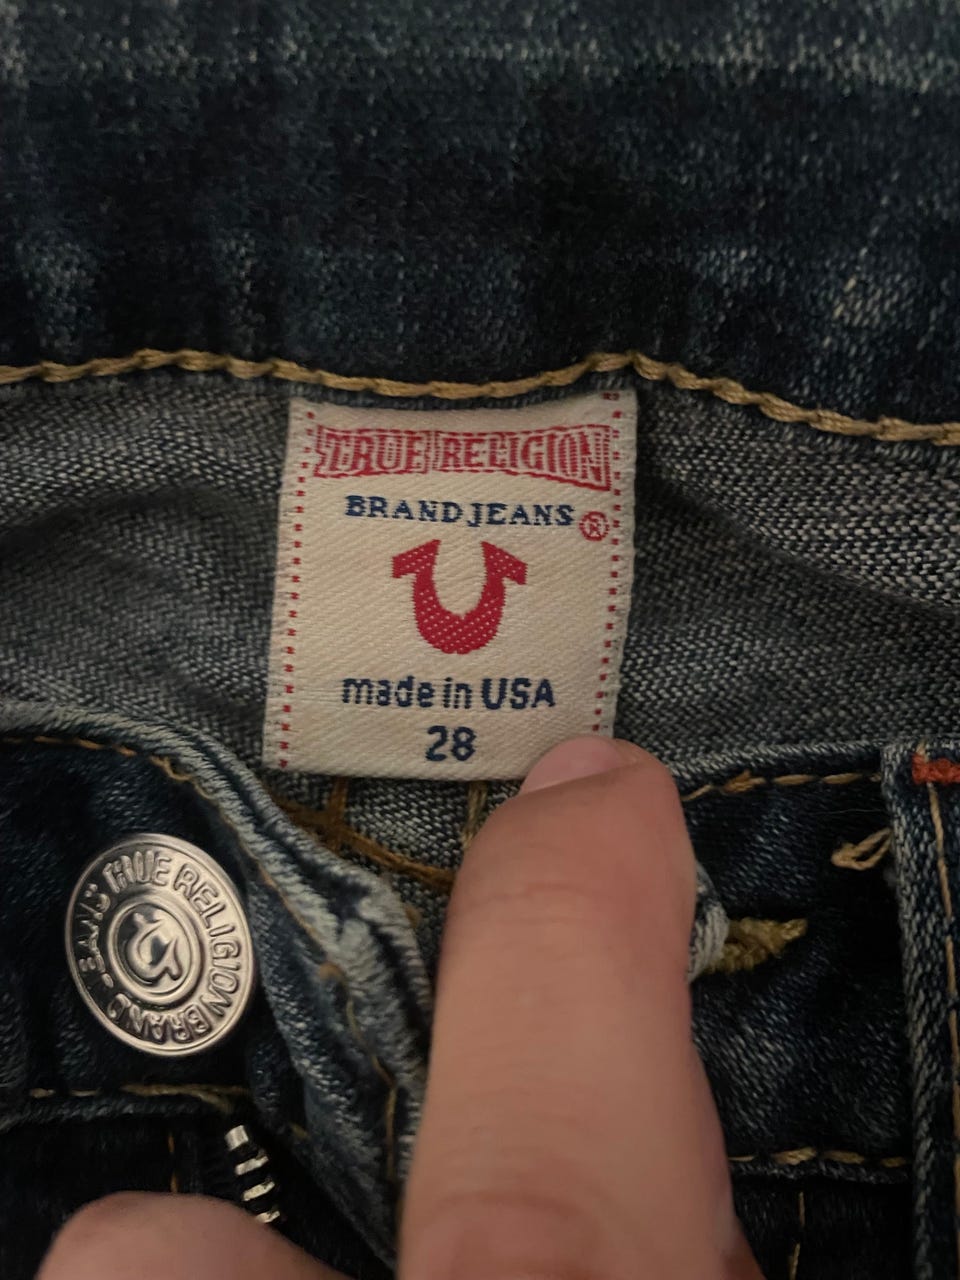 TRUE RELIGION
BRAND JEANS ®
made in USA
28
TRUE RELIGION BRAND JEANS